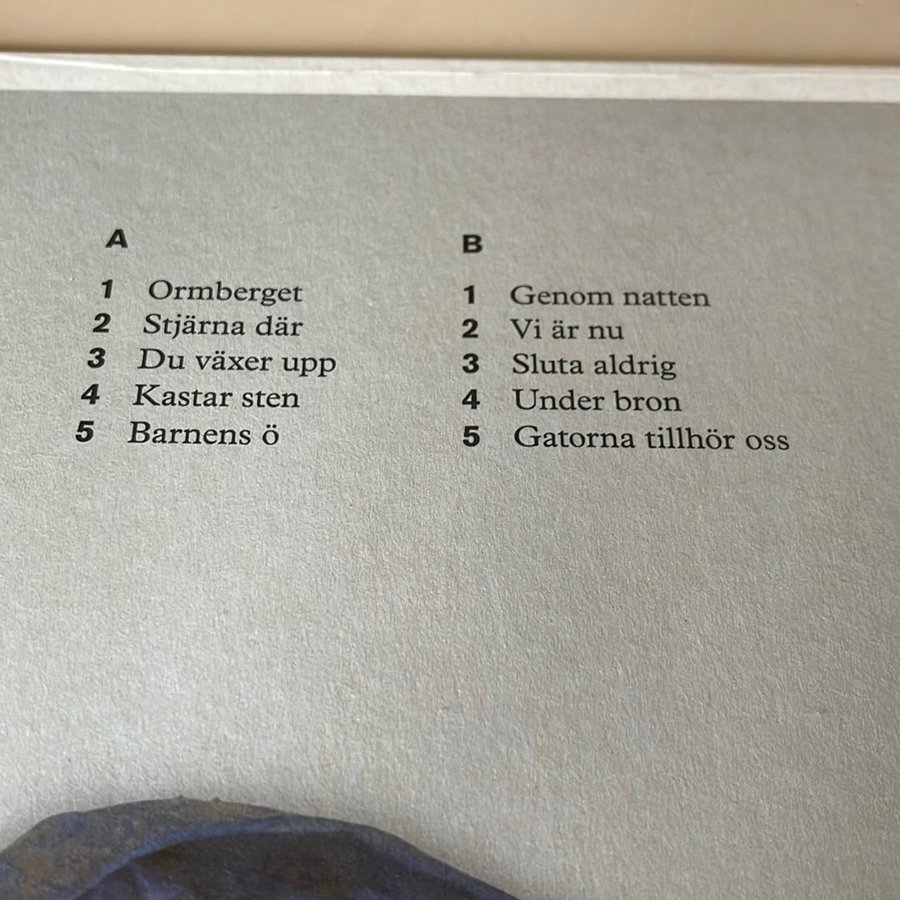 A
1 Ormberget
2 Stjärna där
3 Du växer upp
4 Kastar sten
5 Barnens ö
B
1 Genom natten
2 Vi är nu
3 Sluta aldrig
4 Under bron
5 Gatorna tillhör oss